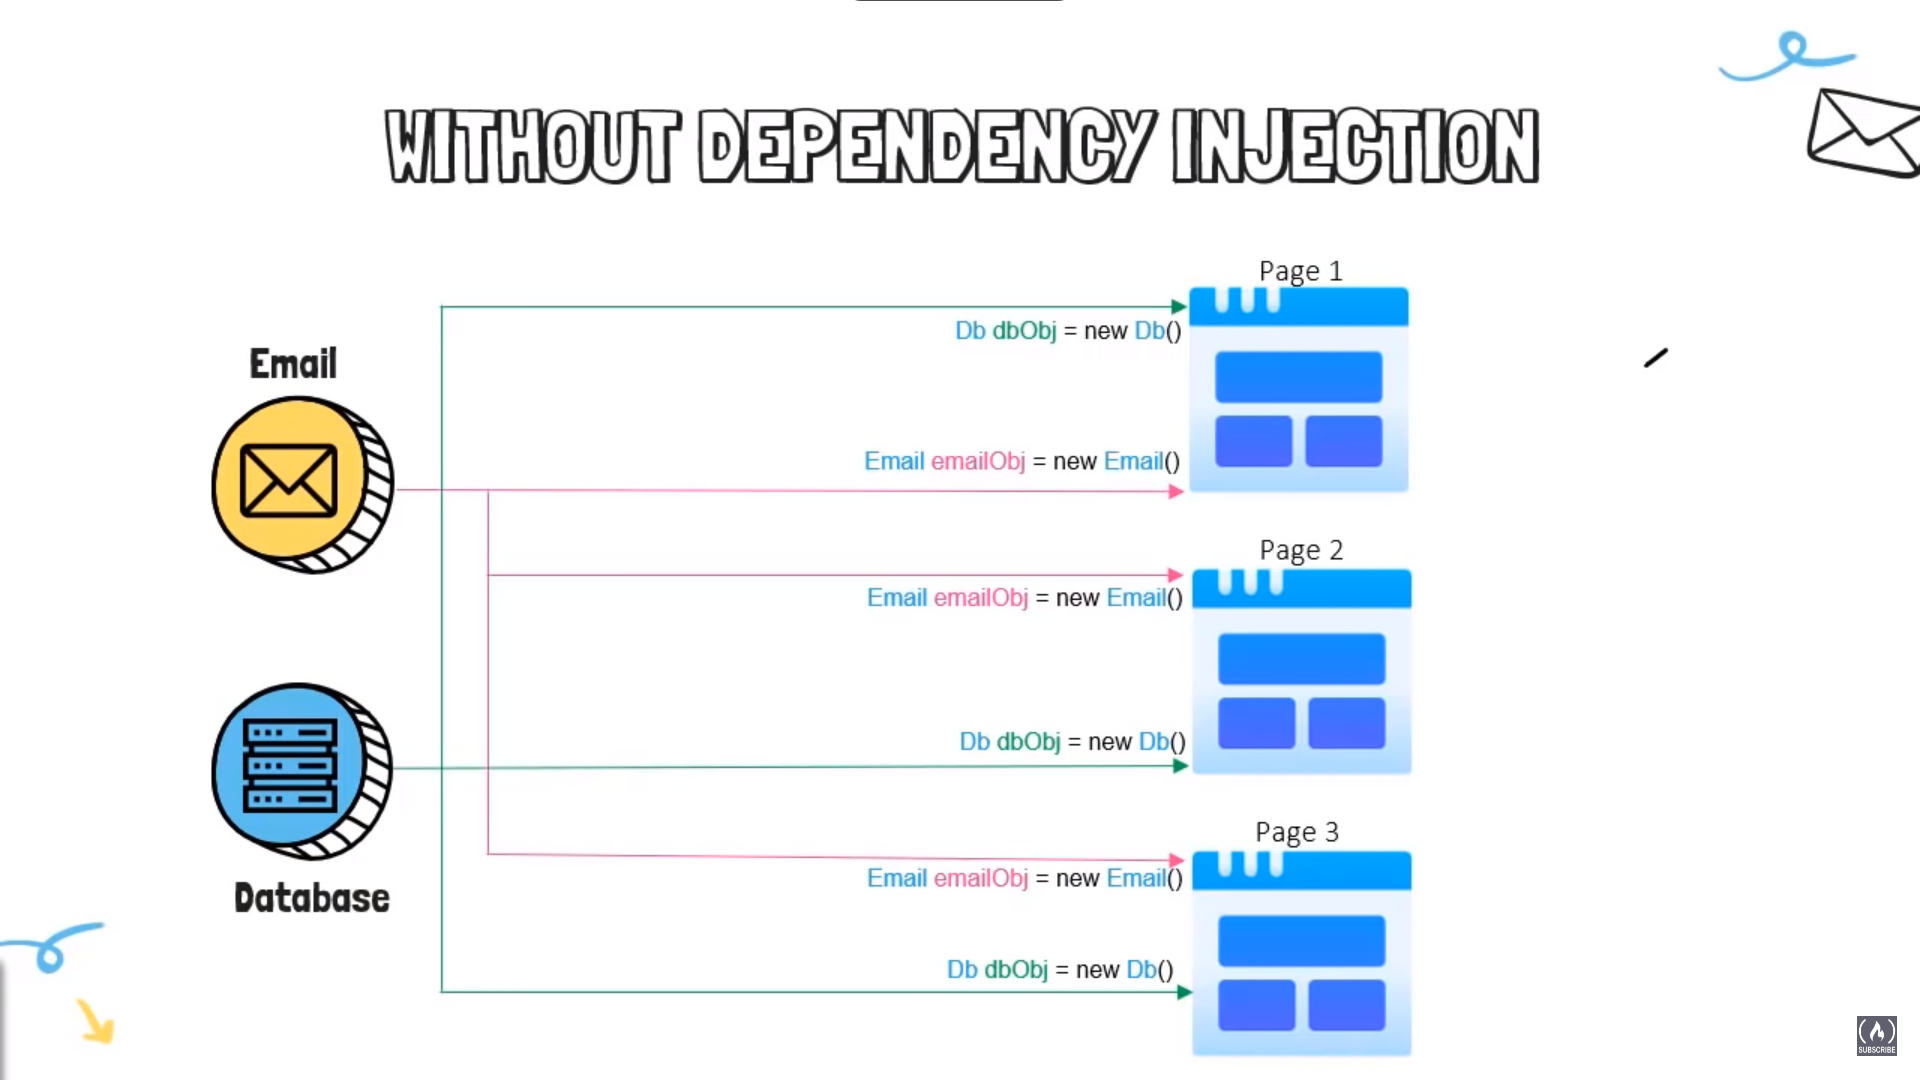 WITHOUT DEPENDENCY INJECTION
Page 1
Db dbObj = new Db()
Email
Email emailObj = new Email()
Page 2
Email emailObj = new Email()
Db dbObj = new Db()
Page 3
Email emailObj = new Email()
Database
Db dbObj = new Db()
SUBSCRIBE